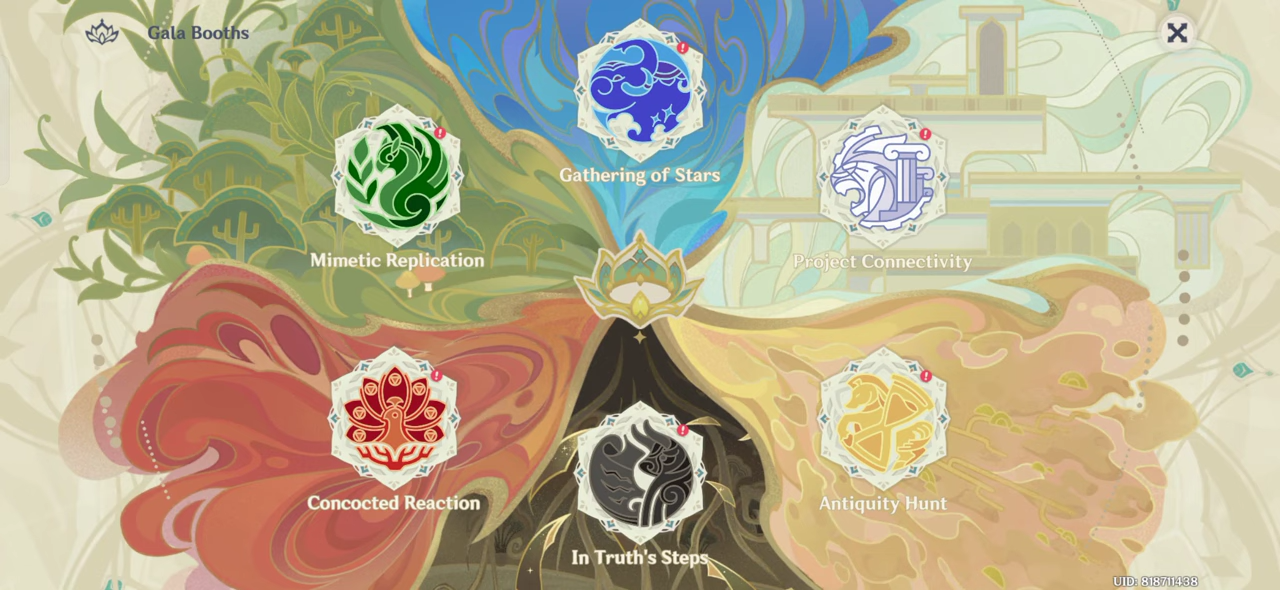 Gala Booths
Gathering of Stars
Mimetic Replication
Project Connectivity
Concocted Reaction
Antiquity Hunt
In Truth's Steps
UID: 818711438